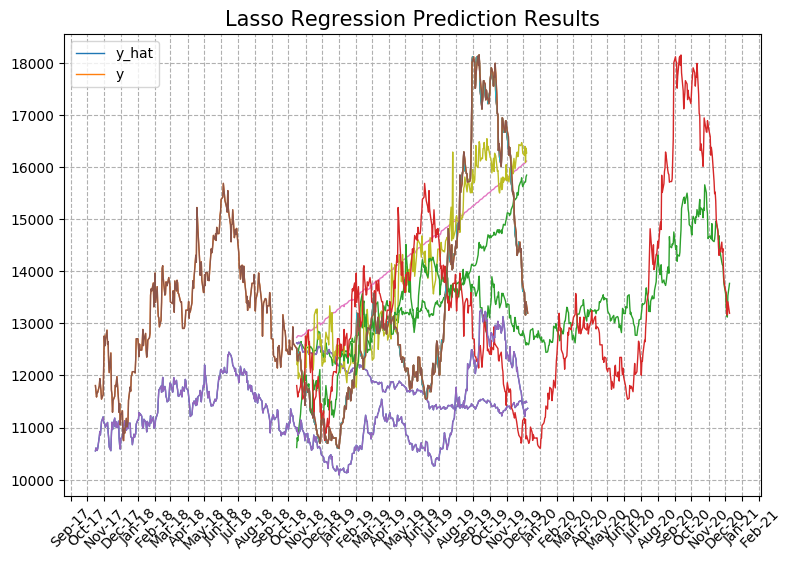 Lasso Regression Prediction Results
y_hat
y
18000
17000
16000
15000
14000
13000
12000
11000
10000
Sep-17
Oct-17
Nov-17
Dec-17
Jan-18
Feb-18
Mar-18
Apr-18
May-18
Jun-18
Jul-18
Aug-18
Sep-18
Oct-18
Nov-18
Dec-18
Jan-19
Feb-19
Mar-19
Apr-19
May-19
Jun-19
Jul-19
Aug-19
Sep-19
Oct-19
Nov-19
Dec-19
Jan-20
Feb-20
Mar-20
Apr-20
May-20
Jun-20
Jul-20
Aug-20
Sep-20
Oct-20
Nov-20
Dec-20
Jan-21
Feb-21